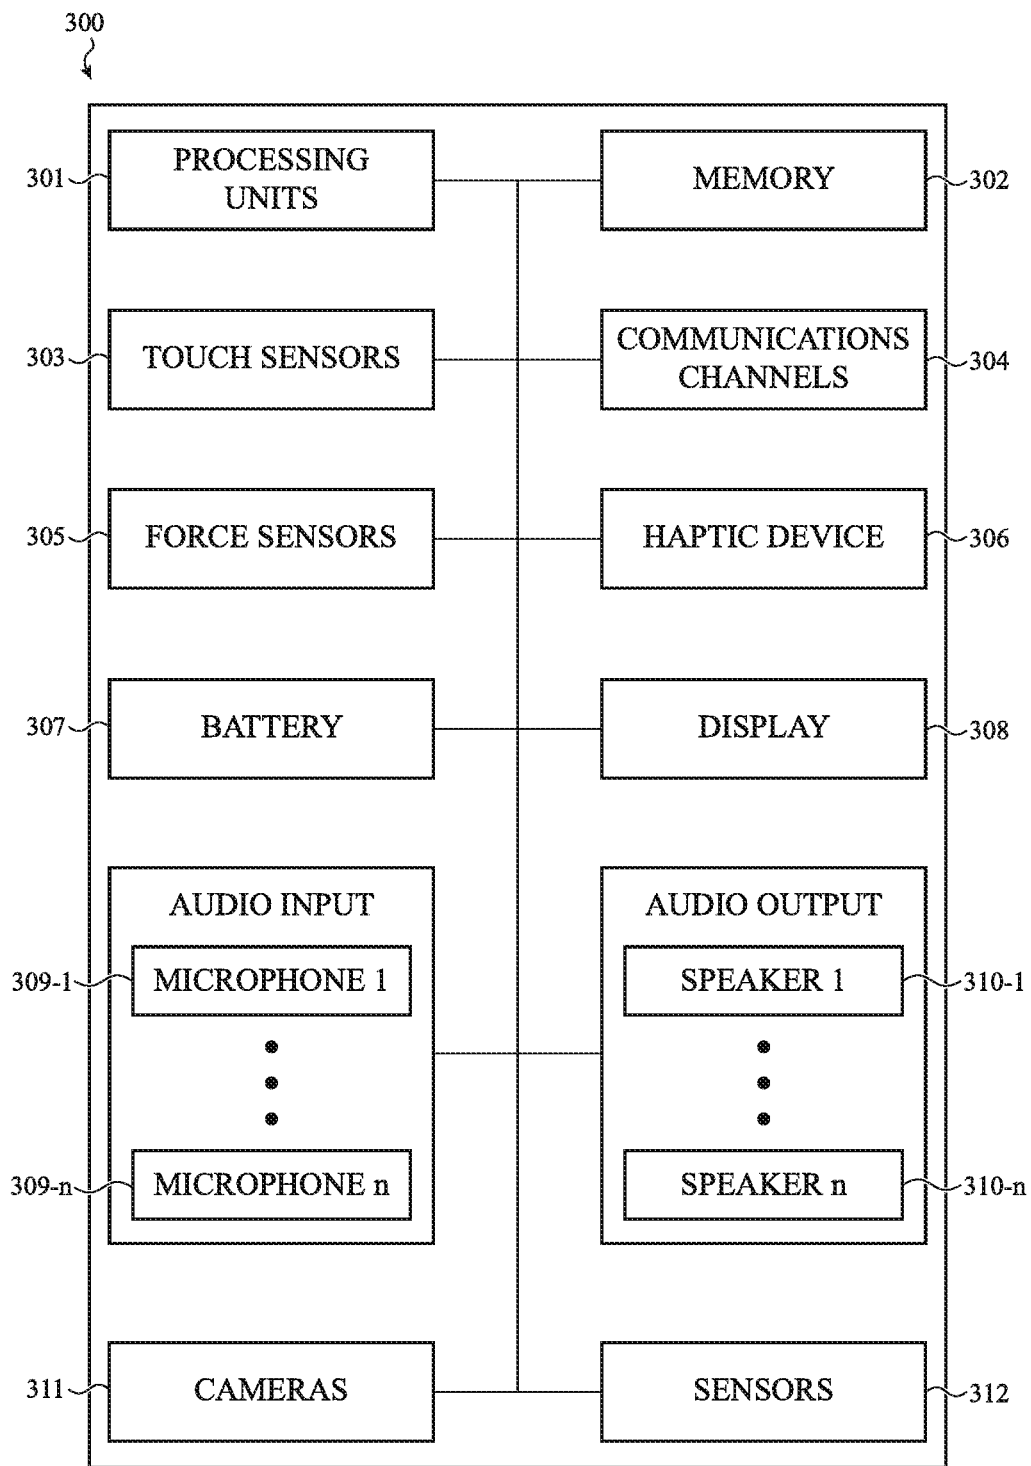 300
301
PROCESSING
UNITS
MEMORY
302
303
TOUCH SENSORS
COMMUNICATIONS
CHANNELS
304
305
FORCE SENSORS
HAPTIC DEVICE
306
307
BATTERY
DISPLAY
308
AUDIO INPUT
AUDIO OUTPUT
309-1
MICROPHONE 1
SPEAKER 1
310-1
309-n
MICROPHONE n
SPEAKER n
310-n
311
CAMERAS
SENSORS
312